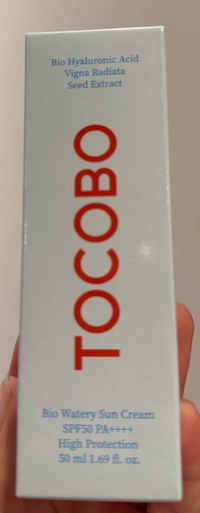 Bio Hyaluronic Acid
Vigna Radiata
Seed Extract
TOCOBO
Bio Watery Sun Cream
SPF50 PA++++
High Protection
50 ml 1.69 fl. oz.